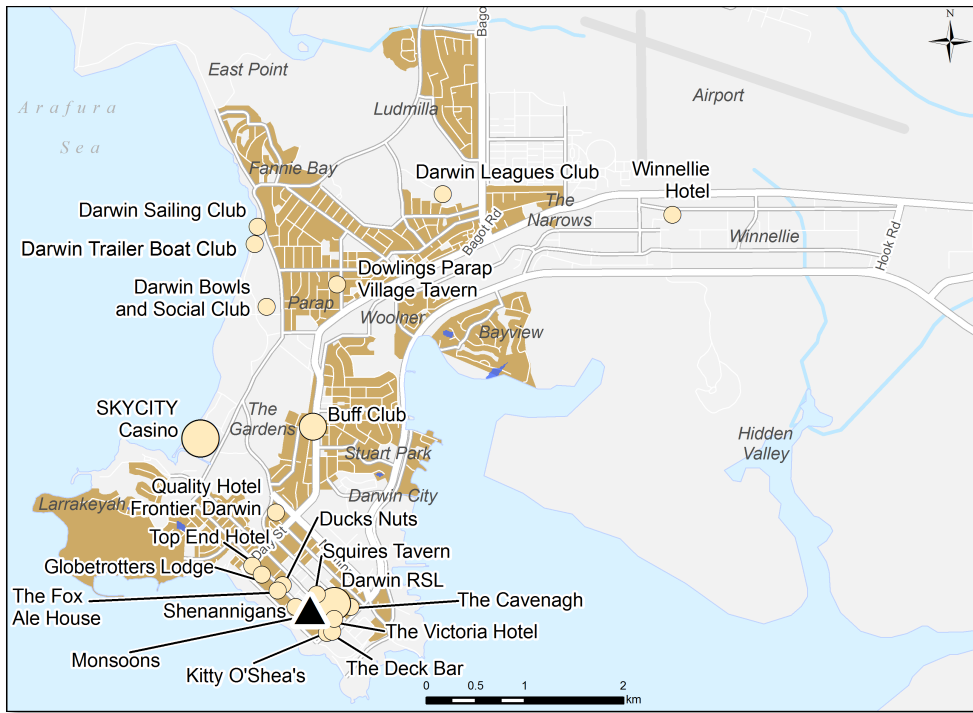 Bago
N
East Point
Airport
Arafura
Sea
Ludmilla
Fannie Bay
Darwin Leagues Club
Winnellie
Hotel
The
Narrows
Darwin Sailing Club
Bagot Rd
Winnellie
Hook Rd
Darwin Trailer Boat Club
Dowlings Parap
Village Tavern
Darwin Bowls
and Social Club
Parap
Woolner
Bayview
SKYCITY
Casino
The
Gardens
Buff Club
Stuart Park
Hidden
Valley
Quality Hotel
Frontier Darwin
Darwin City
Larrakeyah
Ducks Nuts
Top End Hotel
Daly St
Squires Tavern
Globetrotters Lodge
Darwin RSL
The Fox
Ale House
Shenannigans
The Cavenagh
The Victoria Hotel
Monsoons
Kitty O'Shea's
The Deck Bar
0 0.5 1 2
km